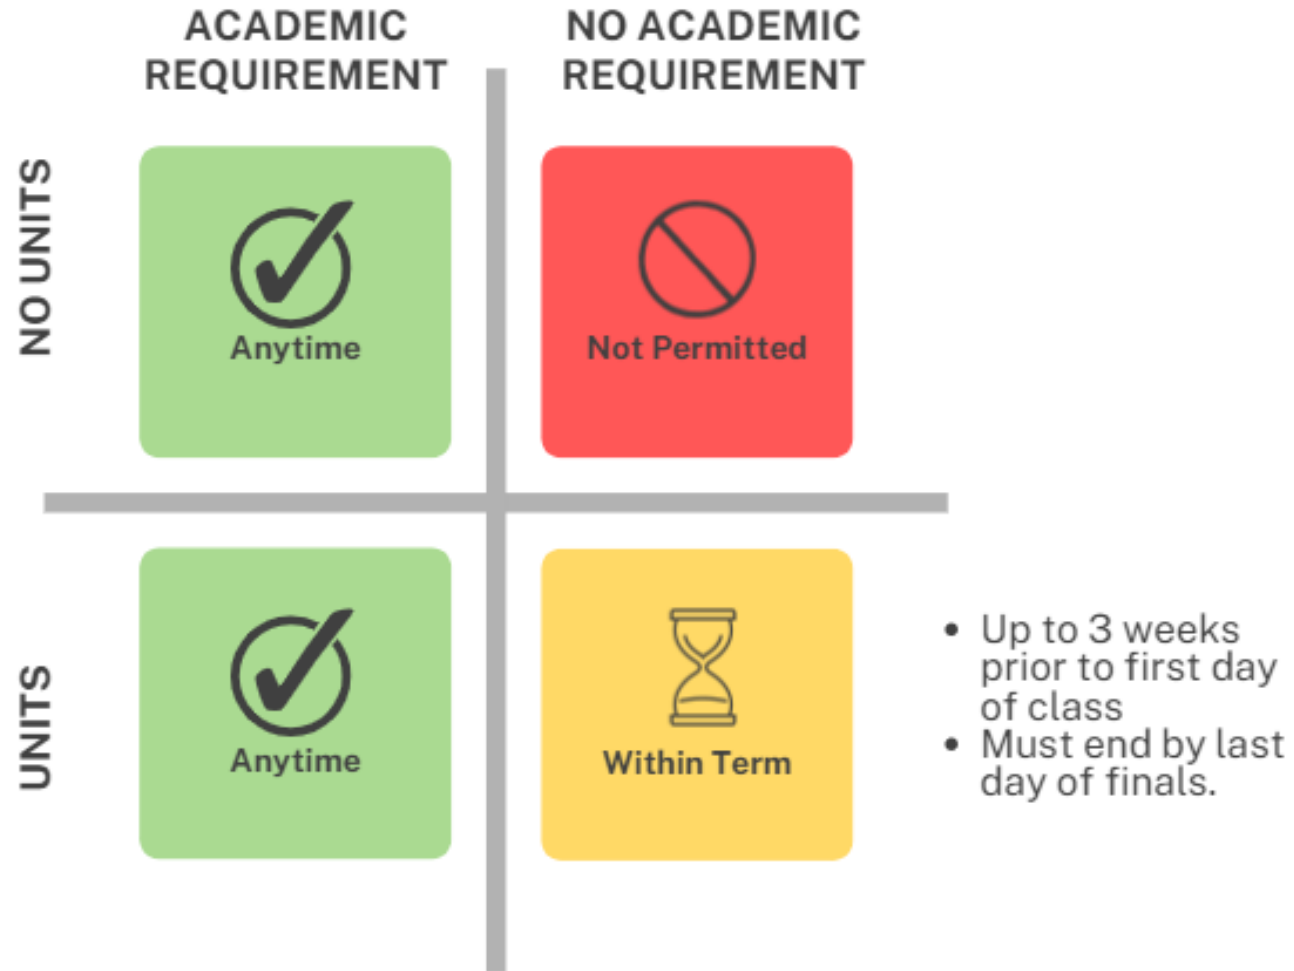 ACADEMIC
REQUIREMENT
NO ACADEMIC
REQUIREMENT
NO UNITS
Anytime
Not Permitted
UNITS
Anytime
Within Term
• Up to 3 weeks
prior to first day
of class
• Must end by last
day of finals.